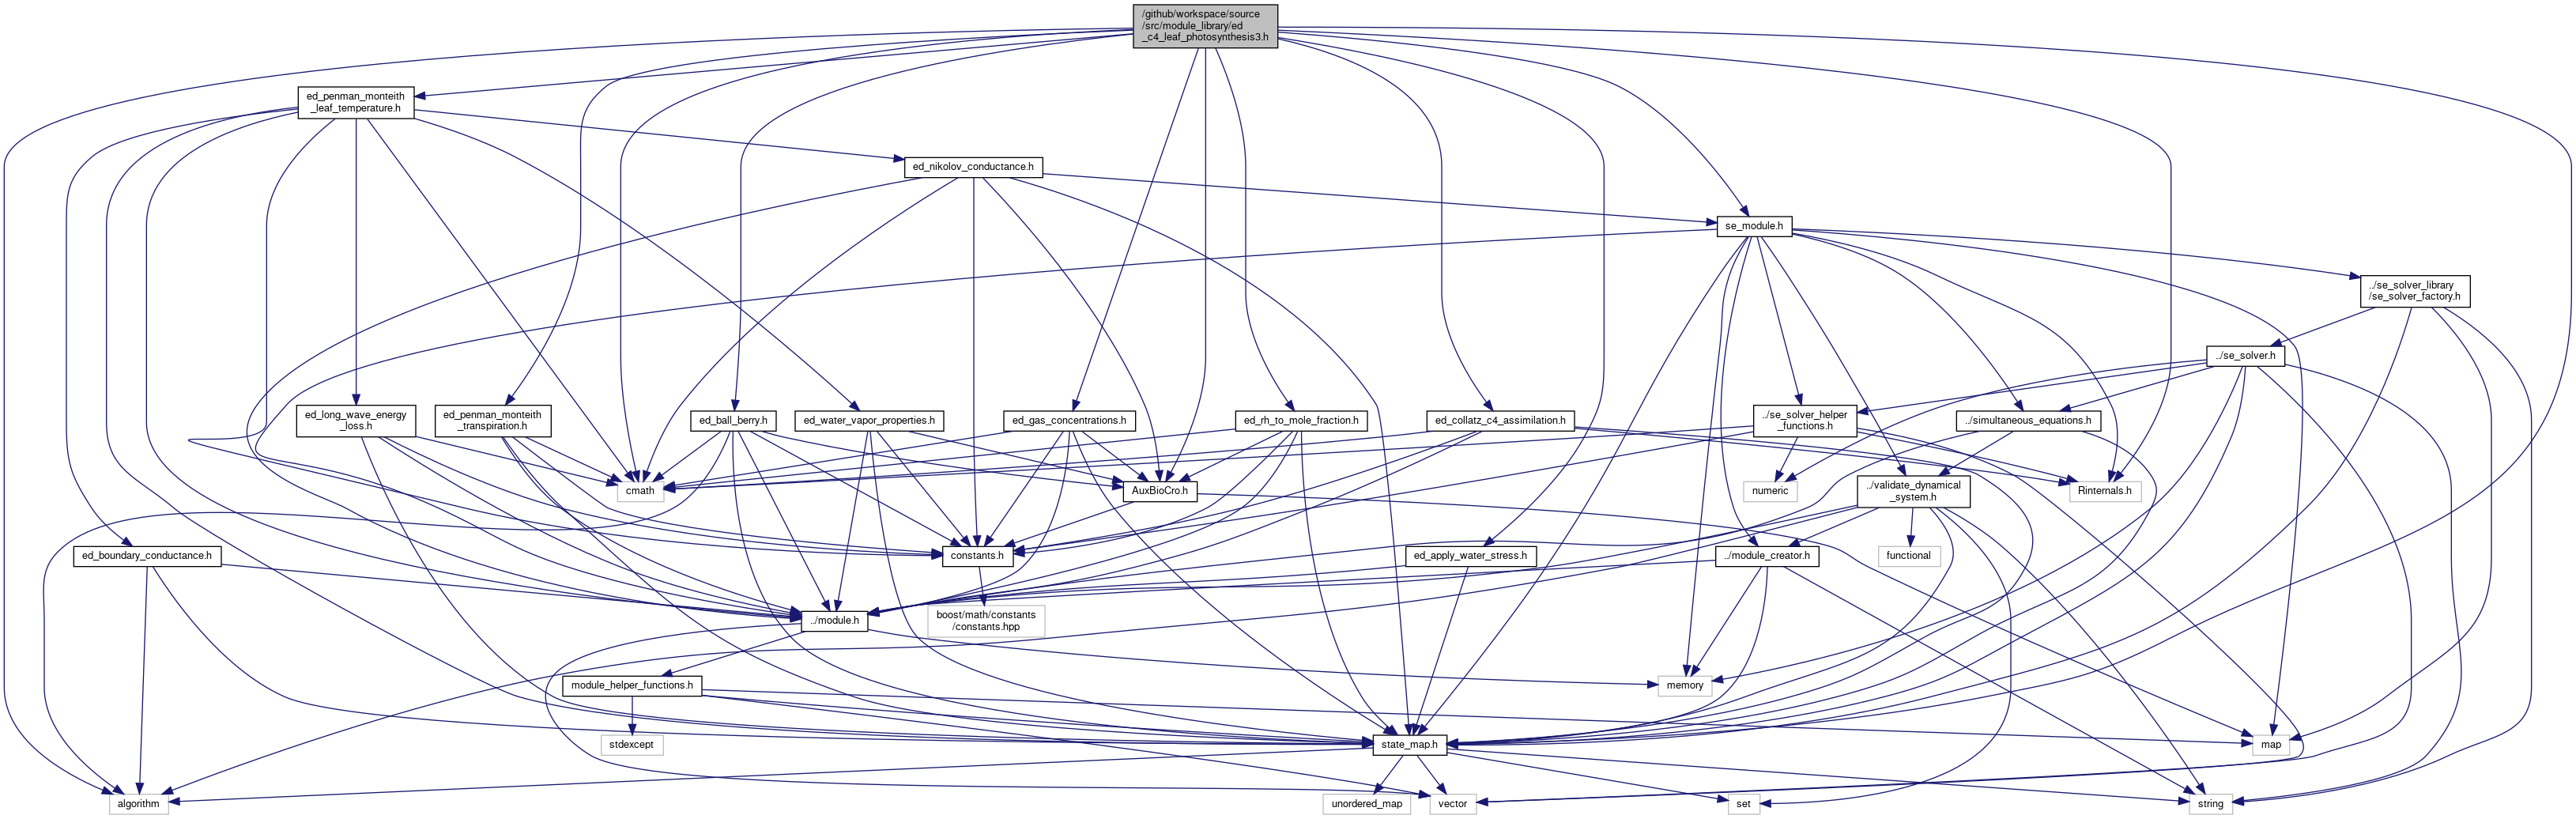 /github/workspace/source
/src/module_library/ed
_c4_leaf_photosynthesis3.h
ed_penman_monteith
_leaf_temperature.h
ed_nikolov_conductance.h
se_module.h
../se_solver_library
/se_solver_factory.h
../se_solver.h
ed_long_wave_energy
_loss.h
ed_penman_monteith
_transpiration.h
ed_ball_berry.h
ed_water_vapor_properties.h
ed_gas_concentrations.h
ed_rh_to_mole_fraction.h
ed_collatz_c4_assimilation.h
../se_solver_helper
_functions.h
../simultaneous_equations.h
cmath
AuxBioCro.h
numeric
../validate_dynamical
_system.h
Rinternals.h
ed_boundary_conductance.h
constants.h
ed_apply_water_stress.h
../module_creator.h
functional
../module.h
boost/math/constants
/constants.hpp
module_helper_functions.h
memory
stdexcept
state_map.h
map
algorithm
unordered_map
vector
set
string